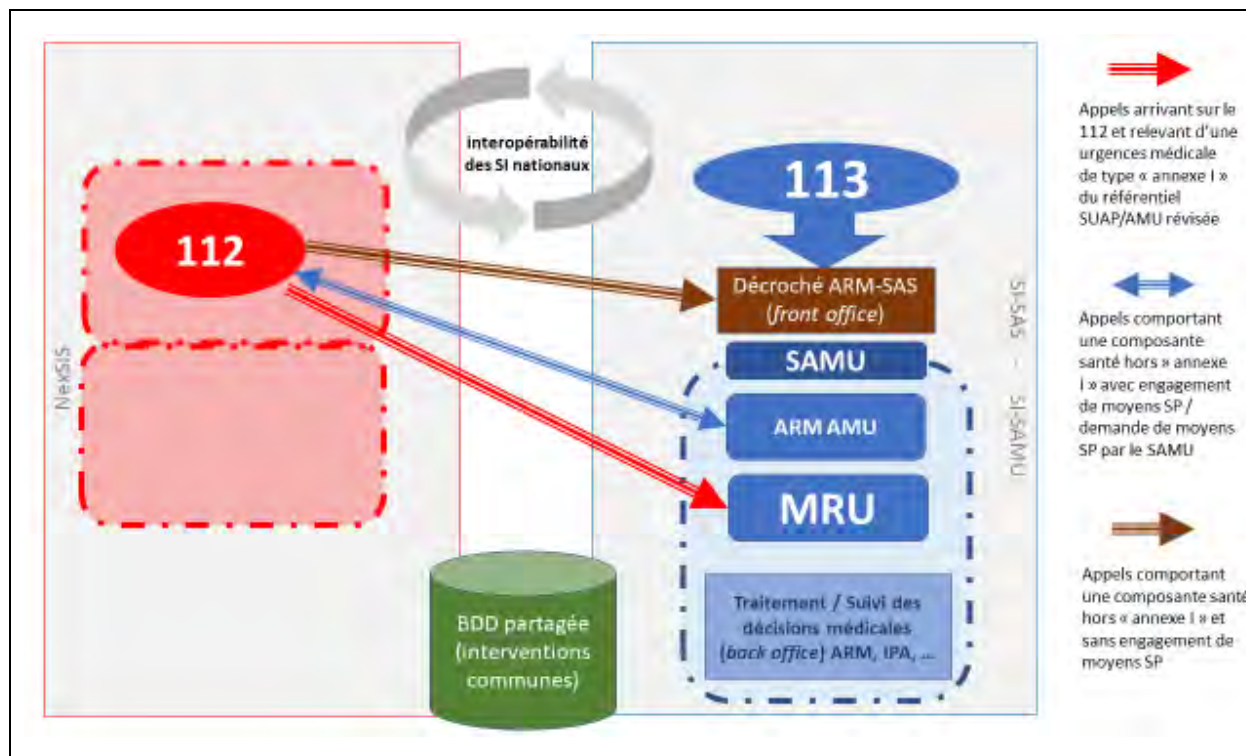 interopérabilité
des SI nationaux
NexSIS
112
113
Décroché ARM-SAS
(front office)
SAMU
ARM AMU
MRU
Traitement / Suivi des
décisions médicales
(back office) ARM, IPA, ...
SI-SAS - SI-SAMU
BDD partagée
(interventions
communes)
Appels arrivant sur le
112 et relevant d'une
urgences médicale
de type « annexe I »
du référentiel
SUAP/AMU révisée
Appels comportant
une composante
santé hors » annexe
I » avec engagement
de moyens SP /
demande de moyens
SP par le SAMU
Appels comportant
une composante santé
hors « annexe I » et
sans engagement de
moyens SP